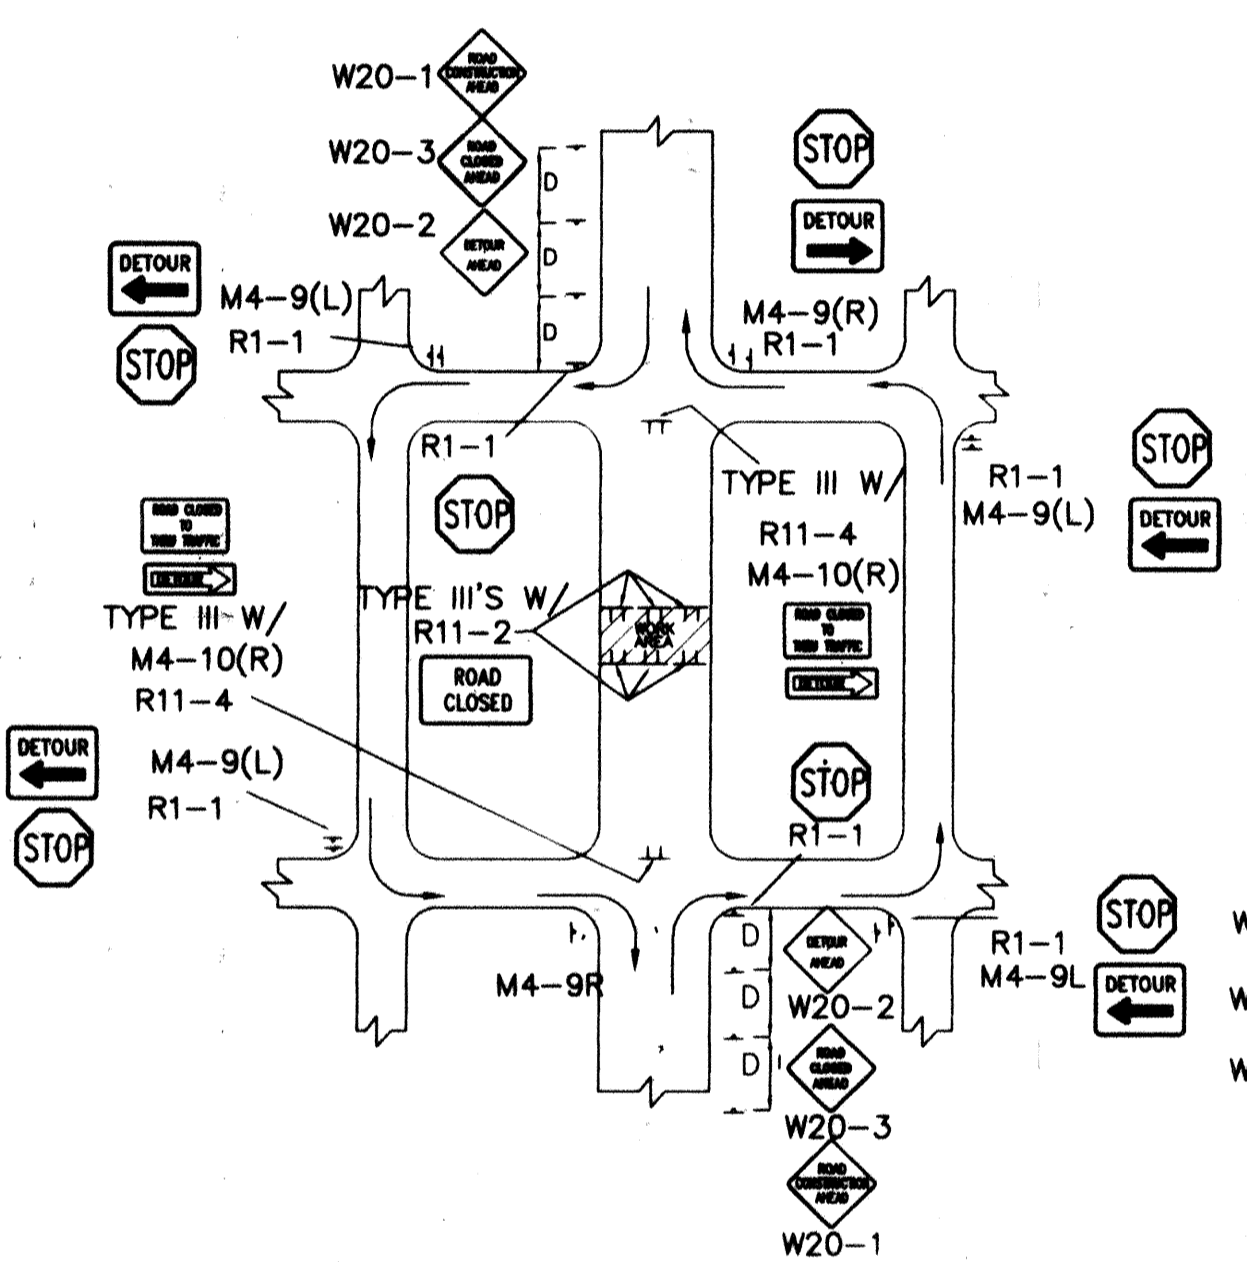 W20-1
ROAD
CONSTRUCTION
AHEAD
W20-3
ROAD
CLOSED
AHEAD
D
W20-2
DETOUR
AHEAD
D
D
STOP
DETOUR
M4-9(R)
R1-1
DETOUR
M4-9(L)
R1-1
STOP
R1-1
STOP
TYPE III W/
R11-4
M4-10(R)
ROAD CLOSED
TO
THRU TRAFFIC
DETOUR
STOP
R1-1
M4-9(L)
DETOUR
ROAD CLOSED
TO
THRU TRAFFIC
DETOUR
TYPE III W/
M4-10(R)
R11-4
TYPE III'S W/
R11-2
ROAD
CLOSED
WORK
AREA
DETOUR
M4-9(L)
R1-1
STOP
STOP
R1-1
M4-9R
D
D
D
DETOUR
AHEAD
W20-2
ROAD
CLOSED
AHEAD
W20-3
ROAD
CONSTRUCTION
AHEAD
W20-1
STOP
R1-1
M4-9L
DETOUR
W
W
W